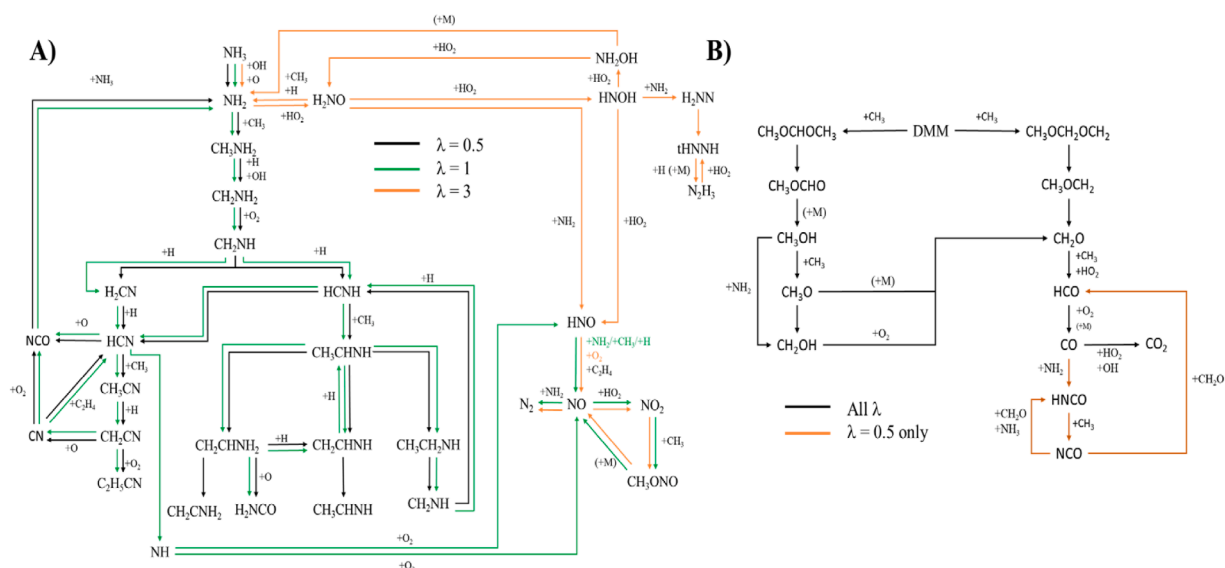 A)
(+M)
B)
NH₃
+OH
+O
+HO₂
NH₂OH
+NH₃
+CH₃
+H
+HO₂
+HO₂
+NH₂
NH₂
H₂NO
HNOH
H₂NN
+HO₂
+CH₃
CH₃NH₂
λ = 0.5
tHNNH
+H
+OH
λ = 1
+H (+M)
+HO₂
CH₂NH₂
λ = 3
N₂H₃
+O₂
+NH₂
+HO₂
CH₂NH
+H
+H
+H
H₂CN
HCNH
+H
+O
+CH₃
HNO
NCO
HCN
+NH₂/+CH₃/+H
+O₂
+C₂H₄
CH₃CHNH
+CH₃
+O₂
CH₃CN
+NH₂
+HO₂
+C₂H₄
+H
N₂
NO
NO₂
CN
CH₂CN
+O
CH₂CHNH₂
+H
CH₂CHNH
CH₃CH₂NH
+CH₃
+O₂
+O
(+M)
C₂H₅CN
CH₃ONO
CH₂CNH₂
H₂NCO
CH₃CHNH
CH₂NH
+O₂
NH
+CH₃
DMM
+CH₃
CH₃OCHOCH₃
CH₃OCH₂OCH₂
CH₃OCHO
CH₃OCH₂
(+M)
CH₃OH
CH₂O
+CH₃
+CH₃
+HO₂
+NH₂
(+M)
CH₃O
HCO
+O₂
(+M)
+O₂
CH₂OH
CO
CO₂
+HO₂
+OH
+NH₂
+CH₂O
HNCO
All λ
+CH₂O
+NH₃
+CH₃
λ = 0.5 only
NCO